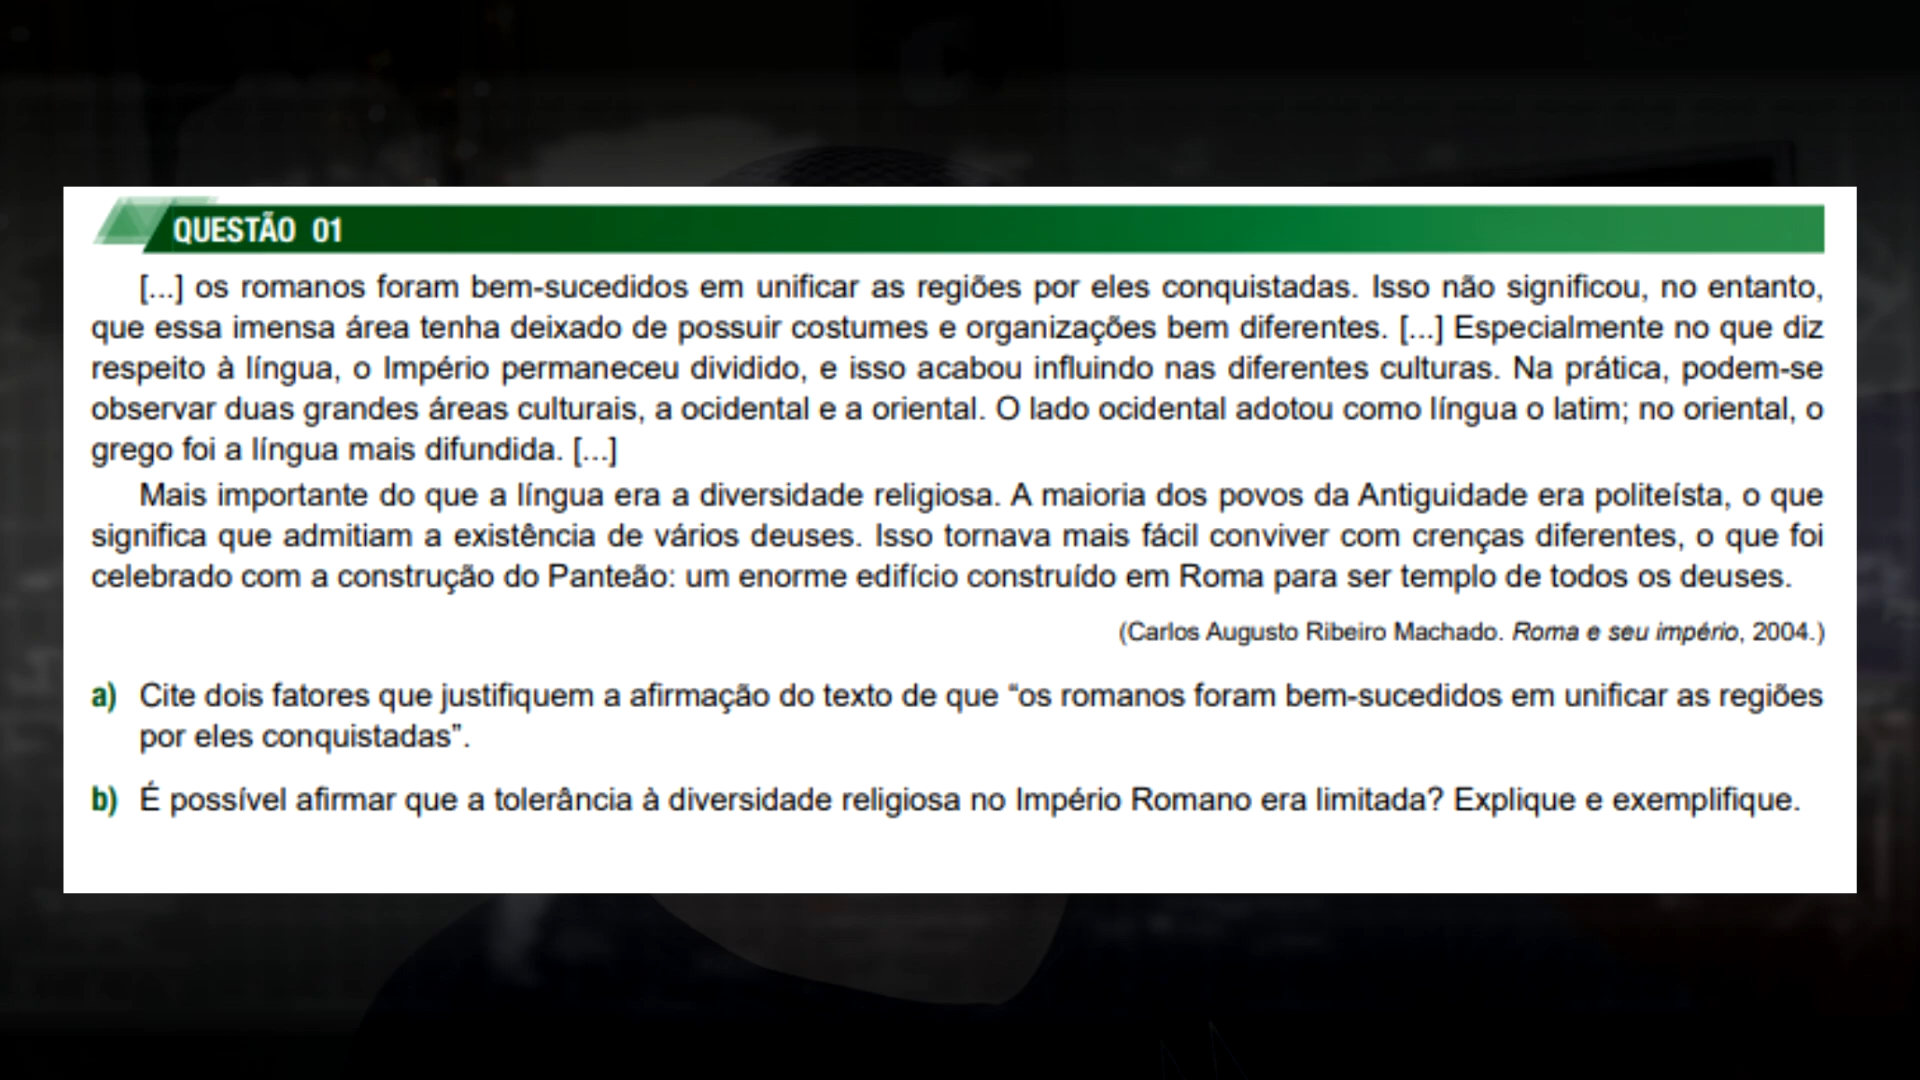 QUESTÃO 01
[...] os romanos foram bem-sucedidos em unificar as regiões por eles conquistadas. Isso não significou, no entanto,
que essa imensa área tenha deixado de possuir costumes e organizações bem diferentes. [...] Especialmente no que diz
respeito à língua, o Império permaneceu dividido, e isso acabou influindo nas diferentes culturas. Na prática, podem-se
observar duas grandes áreas culturais, a ocidental e a oriental. O lado ocidental adotou como língua o latim; no oriental, o
grego foi a língua mais difundida. [...]
Mais importante do que a língua era a diversidade religiosa. A maioria dos povos da Antiguidade era politeísta, o que
significa que admitiam a existência de vários deuses. Isso tornava mais fácil conviver com crenças diferentes, o que foi
celebrado com a construção do Panteão: um enorme edifício construído em Roma para ser templo de todos os deuses.
(Carlos Augusto Ribeiro Machado. Roma e seu império, 2004.)
a) Cite dois fatores que justifiquem a afirmação do texto de que “os romanos foram bem-sucedidos em unificar as regiões
por eles conquistadas”.
b) É possível afirmar que a tolerância à diversidade religiosa no Império Romano era limitada? Explique e exemplifique.